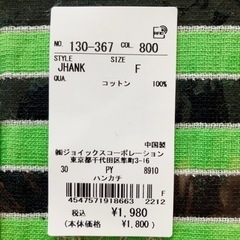 NO. 130-367 COL. 800
STYLE SIZE
JHANK F
QUA.
コットン 100%
中国製
㈱ジョイックスコーポレーション
東京都千代田区隼町3-16
30 PY 8910
ハンカチ
F
4547571918663 2212
税込 ¥1,980
(本体価格 ¥1,800)